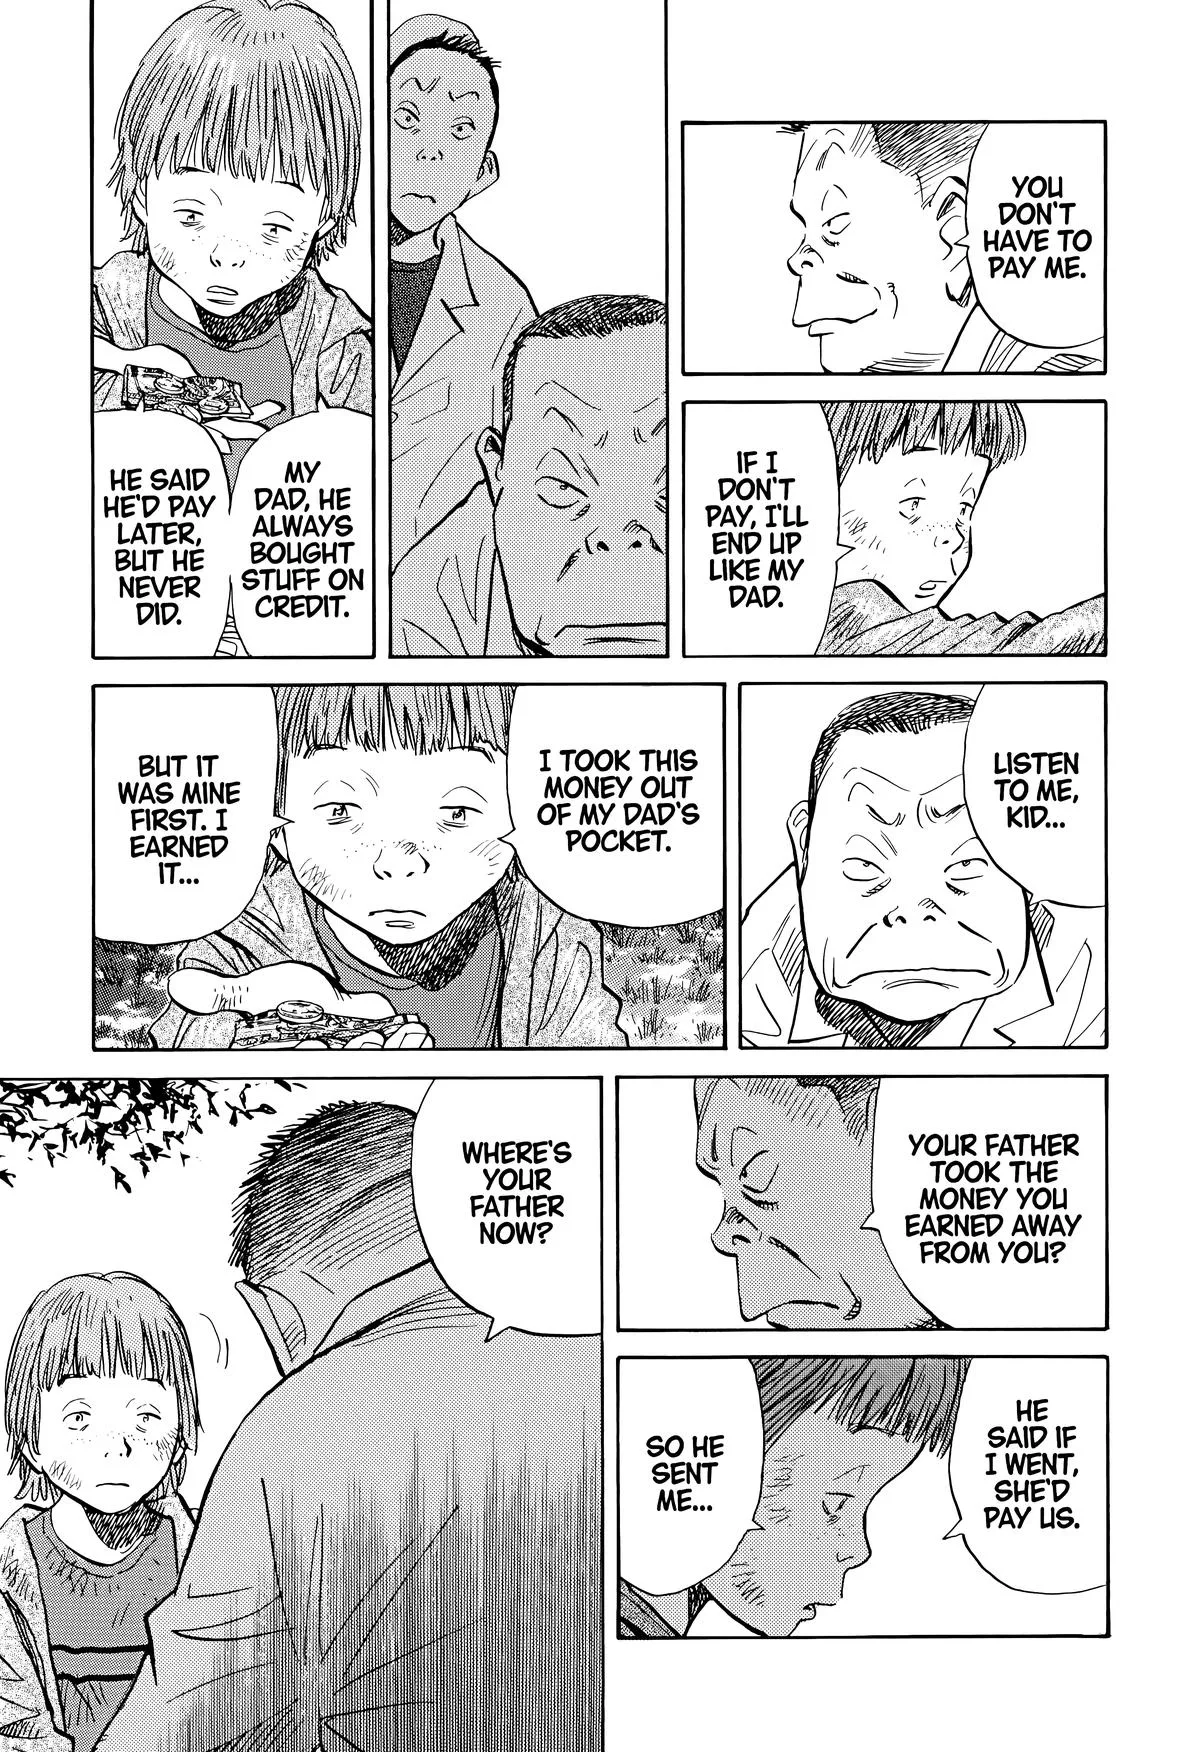 YOU
DON'T
HAVE TO
PAY ME.
IF I
DON'T
PAY, I'LL
END UP
LIKE MY
DAD.
MY
DAD, HE
ALWAYS
BOUGHT
STUFF ON
CREDIT.
HE SAID
HE'D PAY
LATER,
BUT HE
NEVER
DID.
LISTEN
TO ME,
KID...
I TOOK THIS
MONEY OUT
OF MY DAD'S
POCKET.
BUT IT
WAS MINE
FIRST. I
EARNED
IT...
YOUR FATHER
TOOK THE
MONEY YOU
EARNED AWAY
FROM YOU?
HE
SAID IF
I WENT,
SHE'D
PAY US.
SO HE
SENT
ME...
WHERE'S
YOUR
FATHER
NOW?